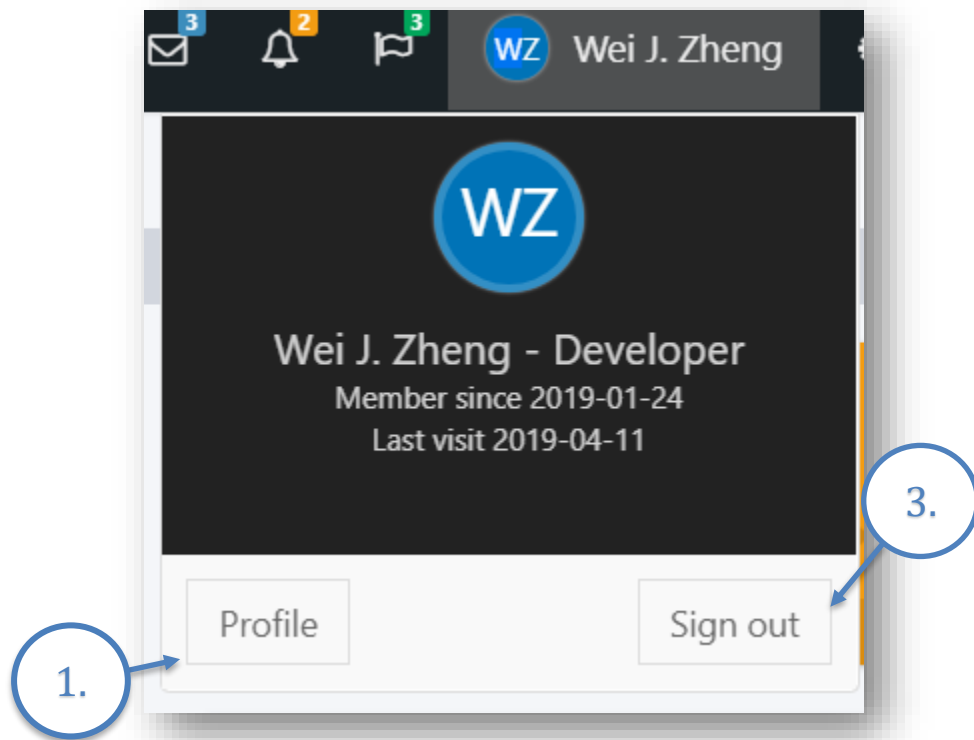 3 2 3
WZ Wei J. Zheng
WZ
Wei J. Zheng - Developer
Member since 2019-01-24
Last visit 2019-04-11
3.
Profile Sign out
1.